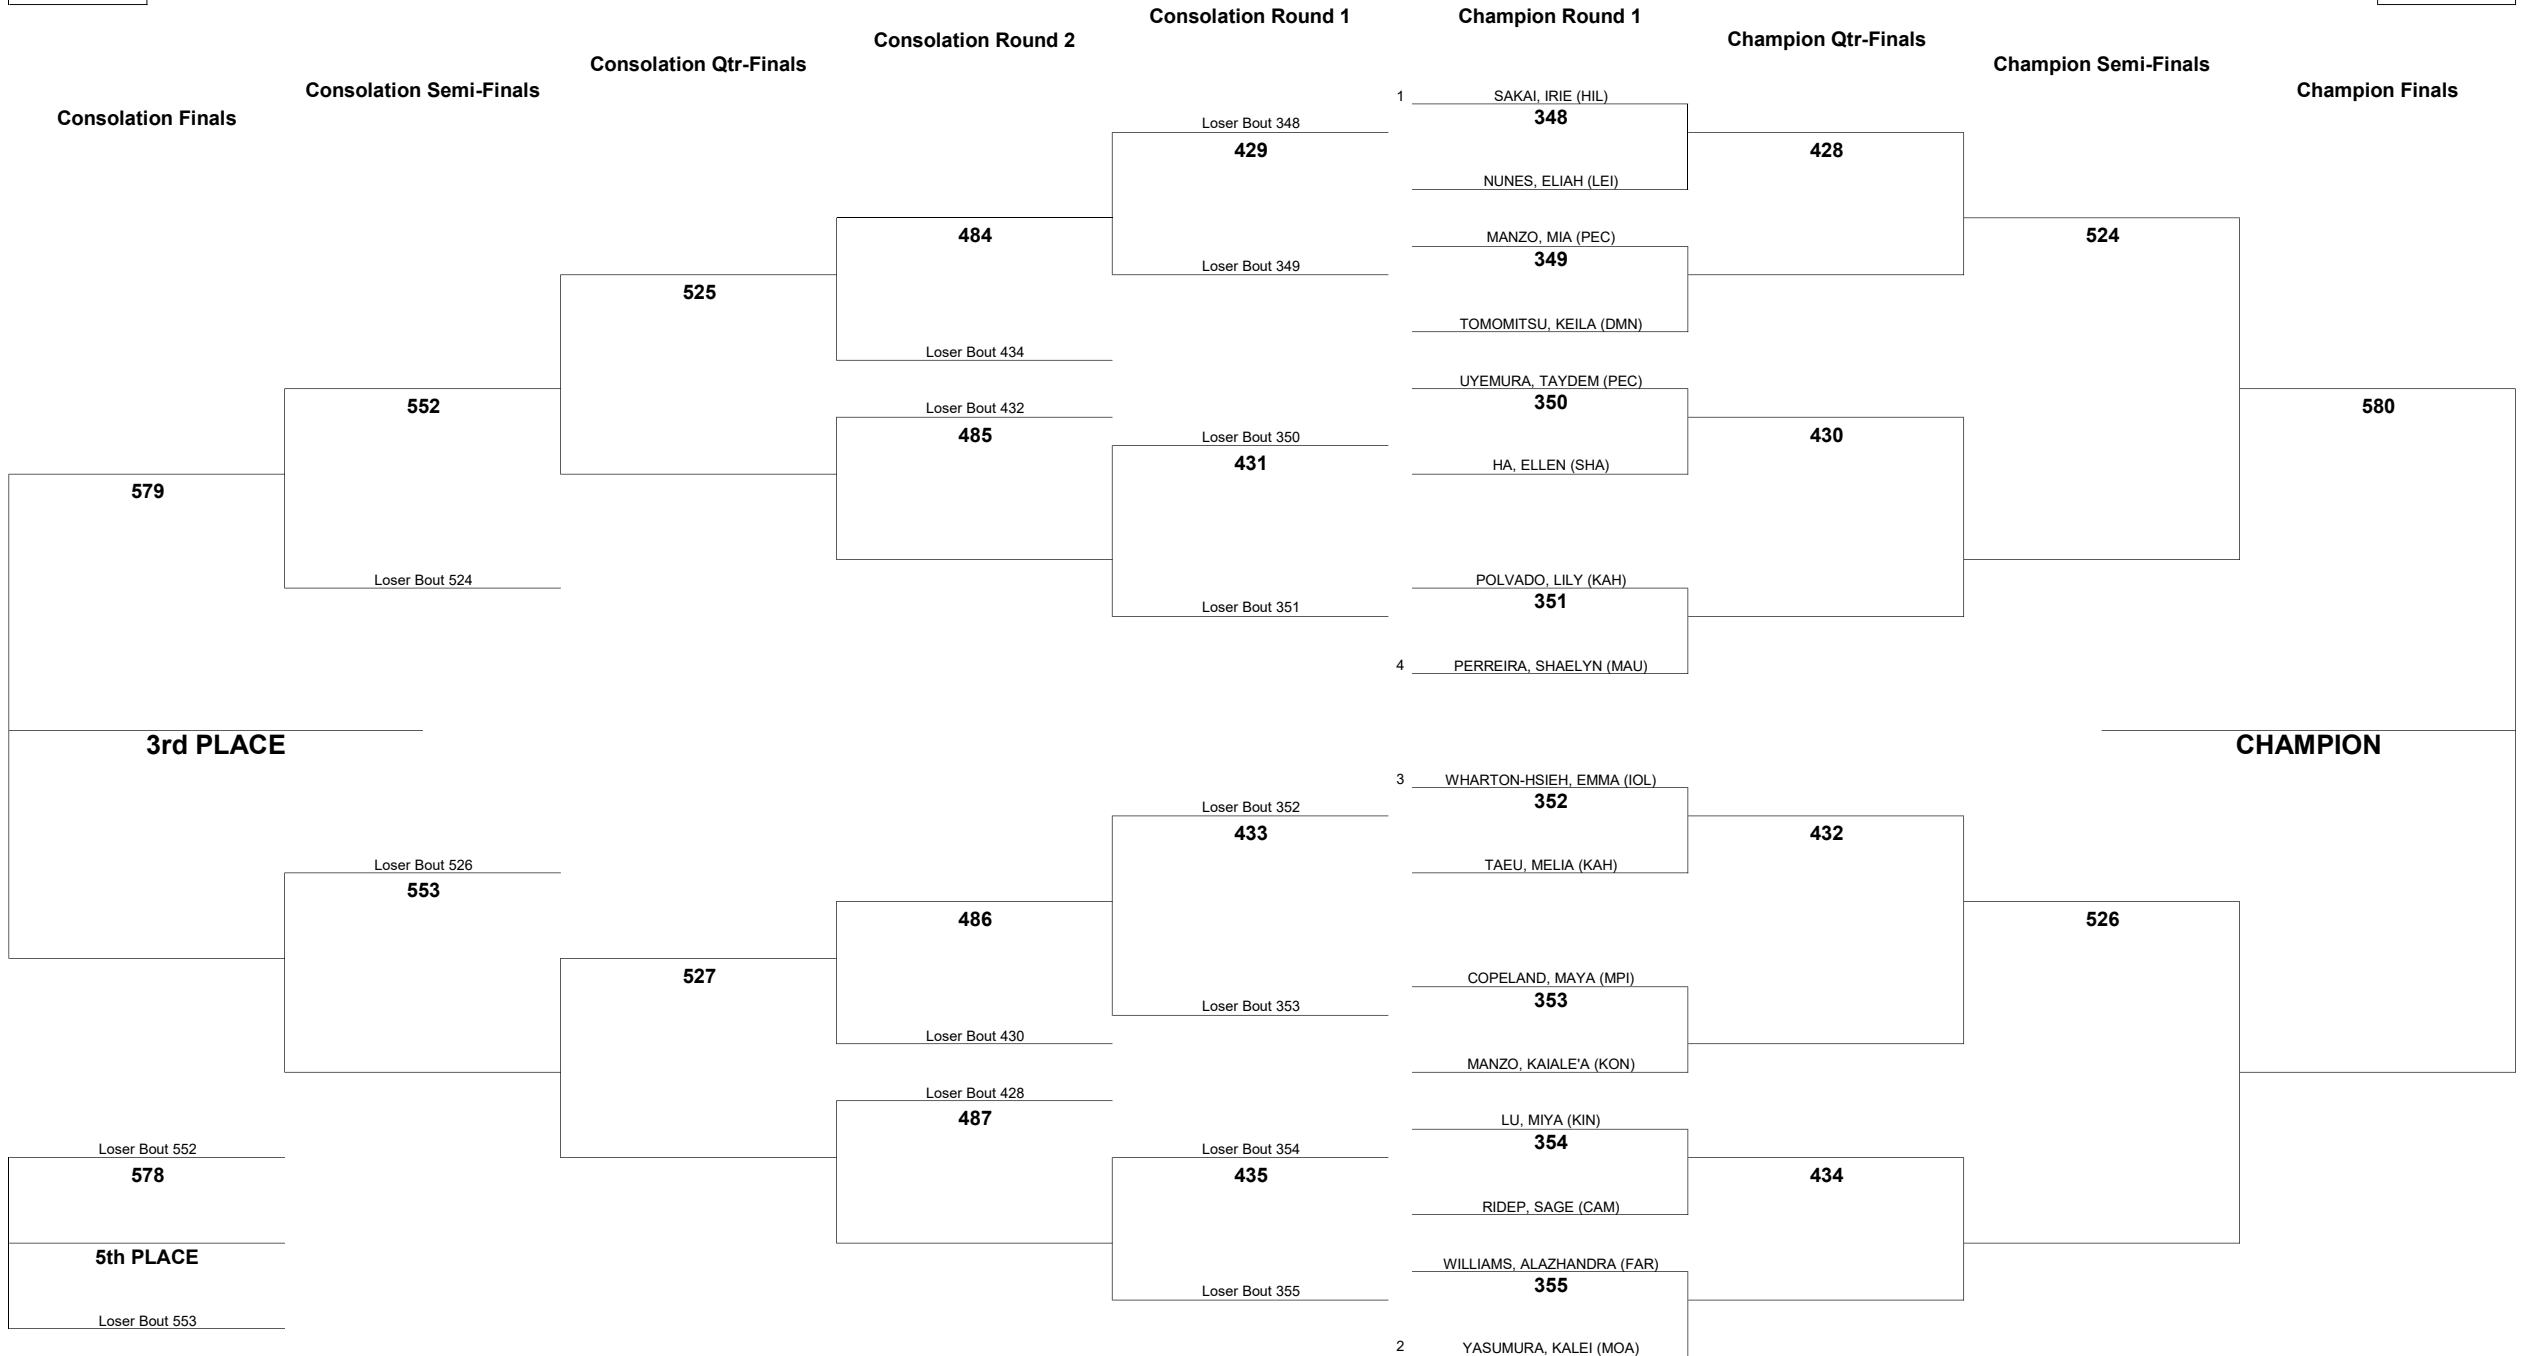 Consolation Round 1
Champion Round 1
Consolation Round 2
Champion Qtr-Finals
Consolation Qtr-Finals
Champion Semi-Finals
Consolation Semi-Finals
Champion Finals
Consolation Finals
1 SAKAI, IRIE (HIL)
348
Loser Bout 348
429
428
NUNES, ELIAH (LEI)
484
MANZO, MIA (PEC)
524
349
Loser Bout 349
525
TOMOMITSU, KEILA (DMN)
Loser Bout 434
UYEMURA, TAYDEM (PEC)
552
Loser Bout 432
350
580
485
Loser Bout 350
430
431
HA, ELLEN (SHA)
579
Loser Bout 524
POLVADO, LILY (KAH)
351
Loser Bout 351
4 PERREIRA, SHAELYN (MAU)
3rd PLACE
CHAMPION
3 WHARTON-HSIEH, EMMA (IOL)
352
Loser Bout 352
433
432
Loser Bout 526
TAEU, MELIA (KAH)
553
486
526
527
COPELAND, MAYA (MPI)
353
Loser Bout 353
Loser Bout 430
MANZO, KAIALE'A (KON)
Loser Bout 428
487
LU, MIYA (KIN)
354
Loser Bout 552
Loser Bout 354
578
435
434
RIDEP, SAGE (CAM)
5th PLACE
WILLIAMS, ALAZHANDRA (FAR)
355
Loser Bout 355
Loser Bout 553
2 YASUMURA, KALEI (MOA)